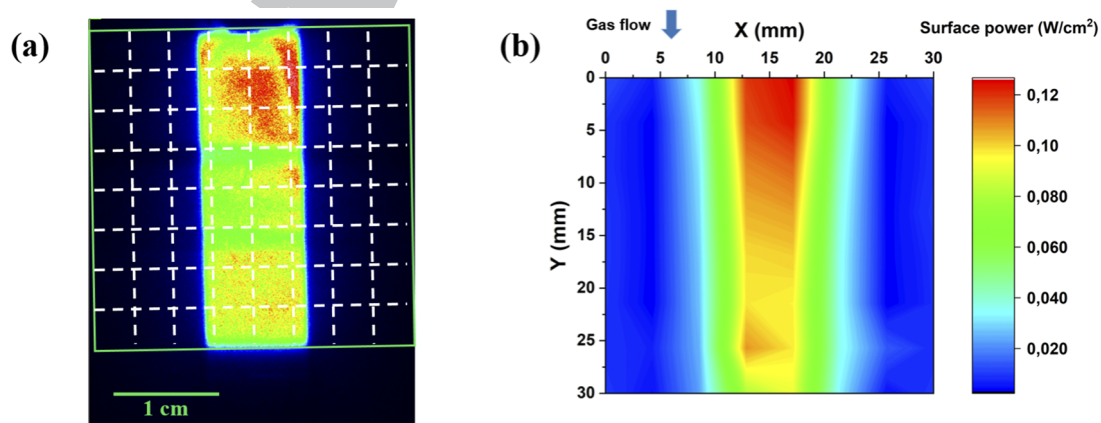 (a)
1 cm
(b)
Gas flow
X (mm)
Surface power (W/cm²)
0 5 10 15 20 25 30
Y (mm)
0
5
10
15
20
25
30
0,12
0,10
0,080
0,060
0,040
0,020